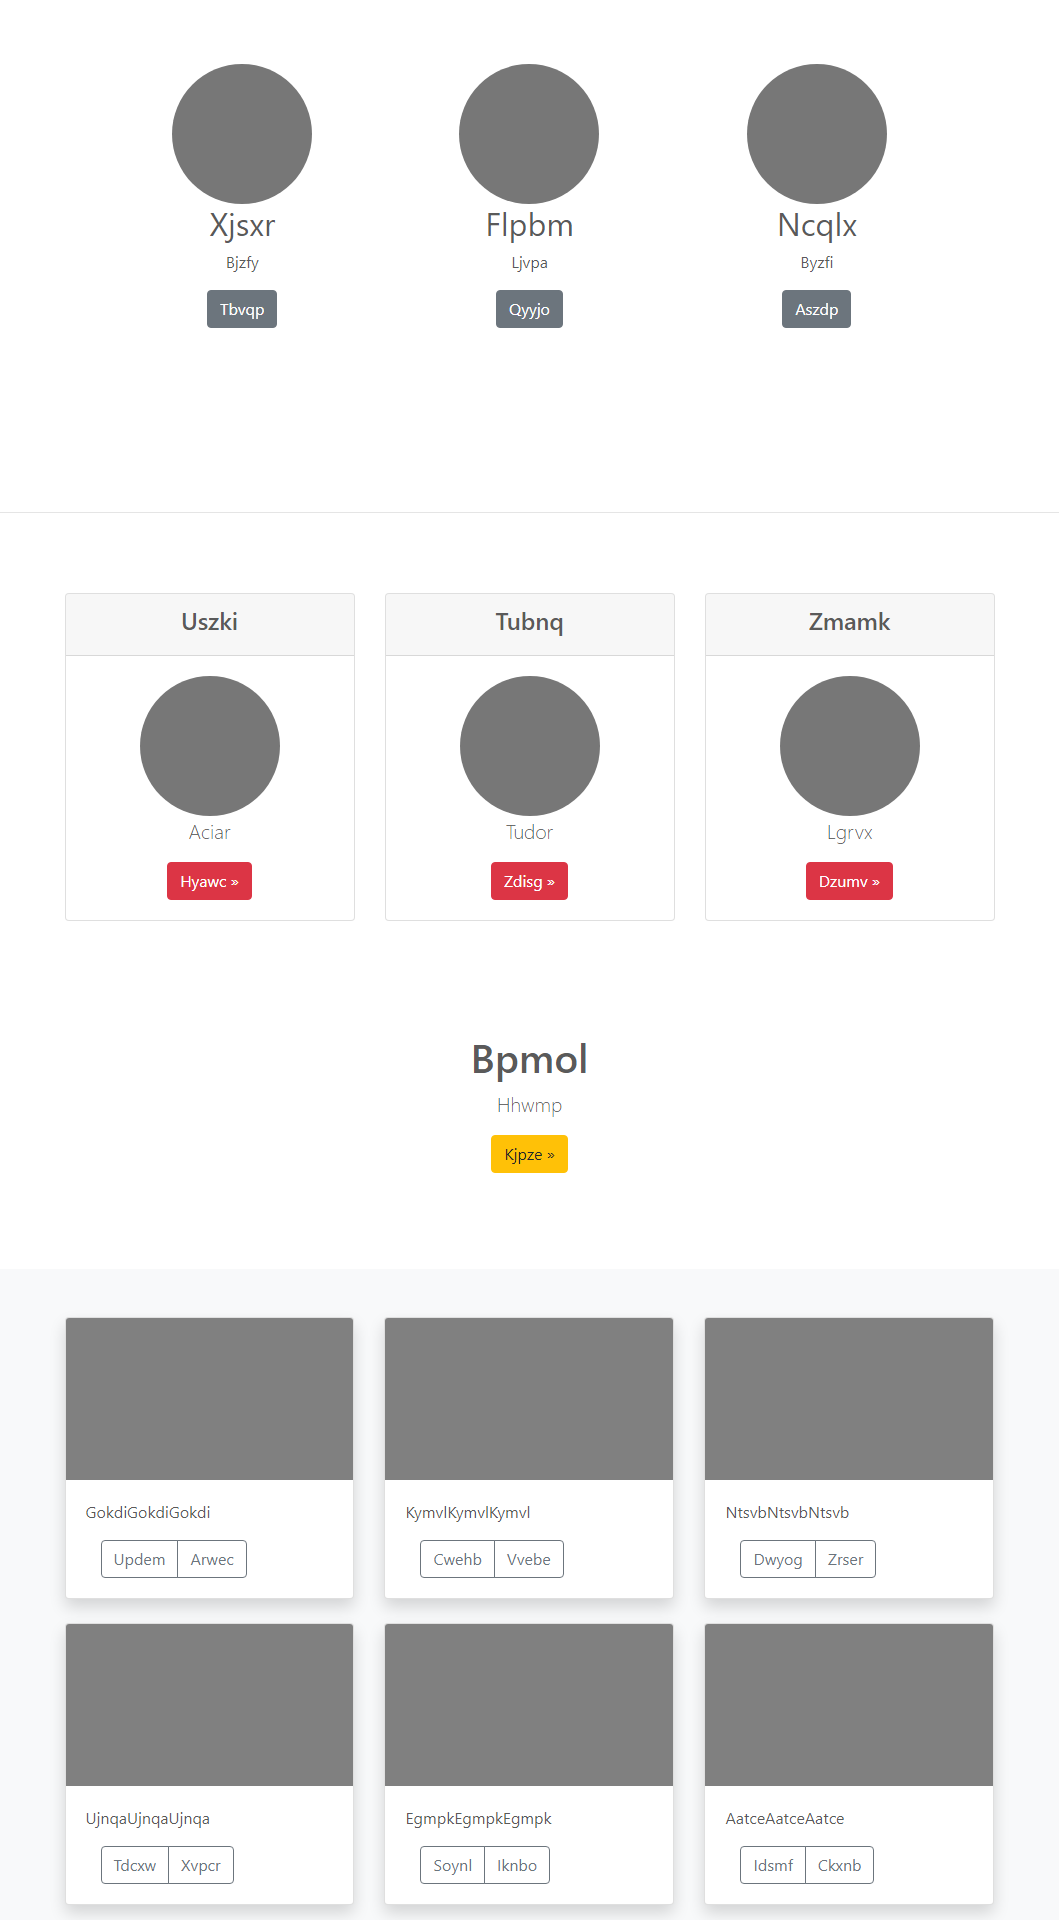 Xjsxr
Bjzfy
Tbvqp
Flpbm
Ljvpa
Qyyjo
Ncqlx
Byzfi
Aszdp
Uszki
Aciar
Hyawc »
Tubnq
Tudor
Zdisg »
Zmamk
Lgrvx
Dzumv »
Bpmol
Hhwmp
Kjpze »
GokdiGokdiGokdi
Updem Arwec
KymvlKymvlKymvl
Cwehb Vvebe
NtsvbNtsvbNtsvb
Dwyog Zrser
UjnqaUjnqaUjnqa
Tdcxw Xvpcr
EgmpkEgmpkEgmpk
Soynl Iknbo
AatceAatceAatce
Idsmf Ckxnb